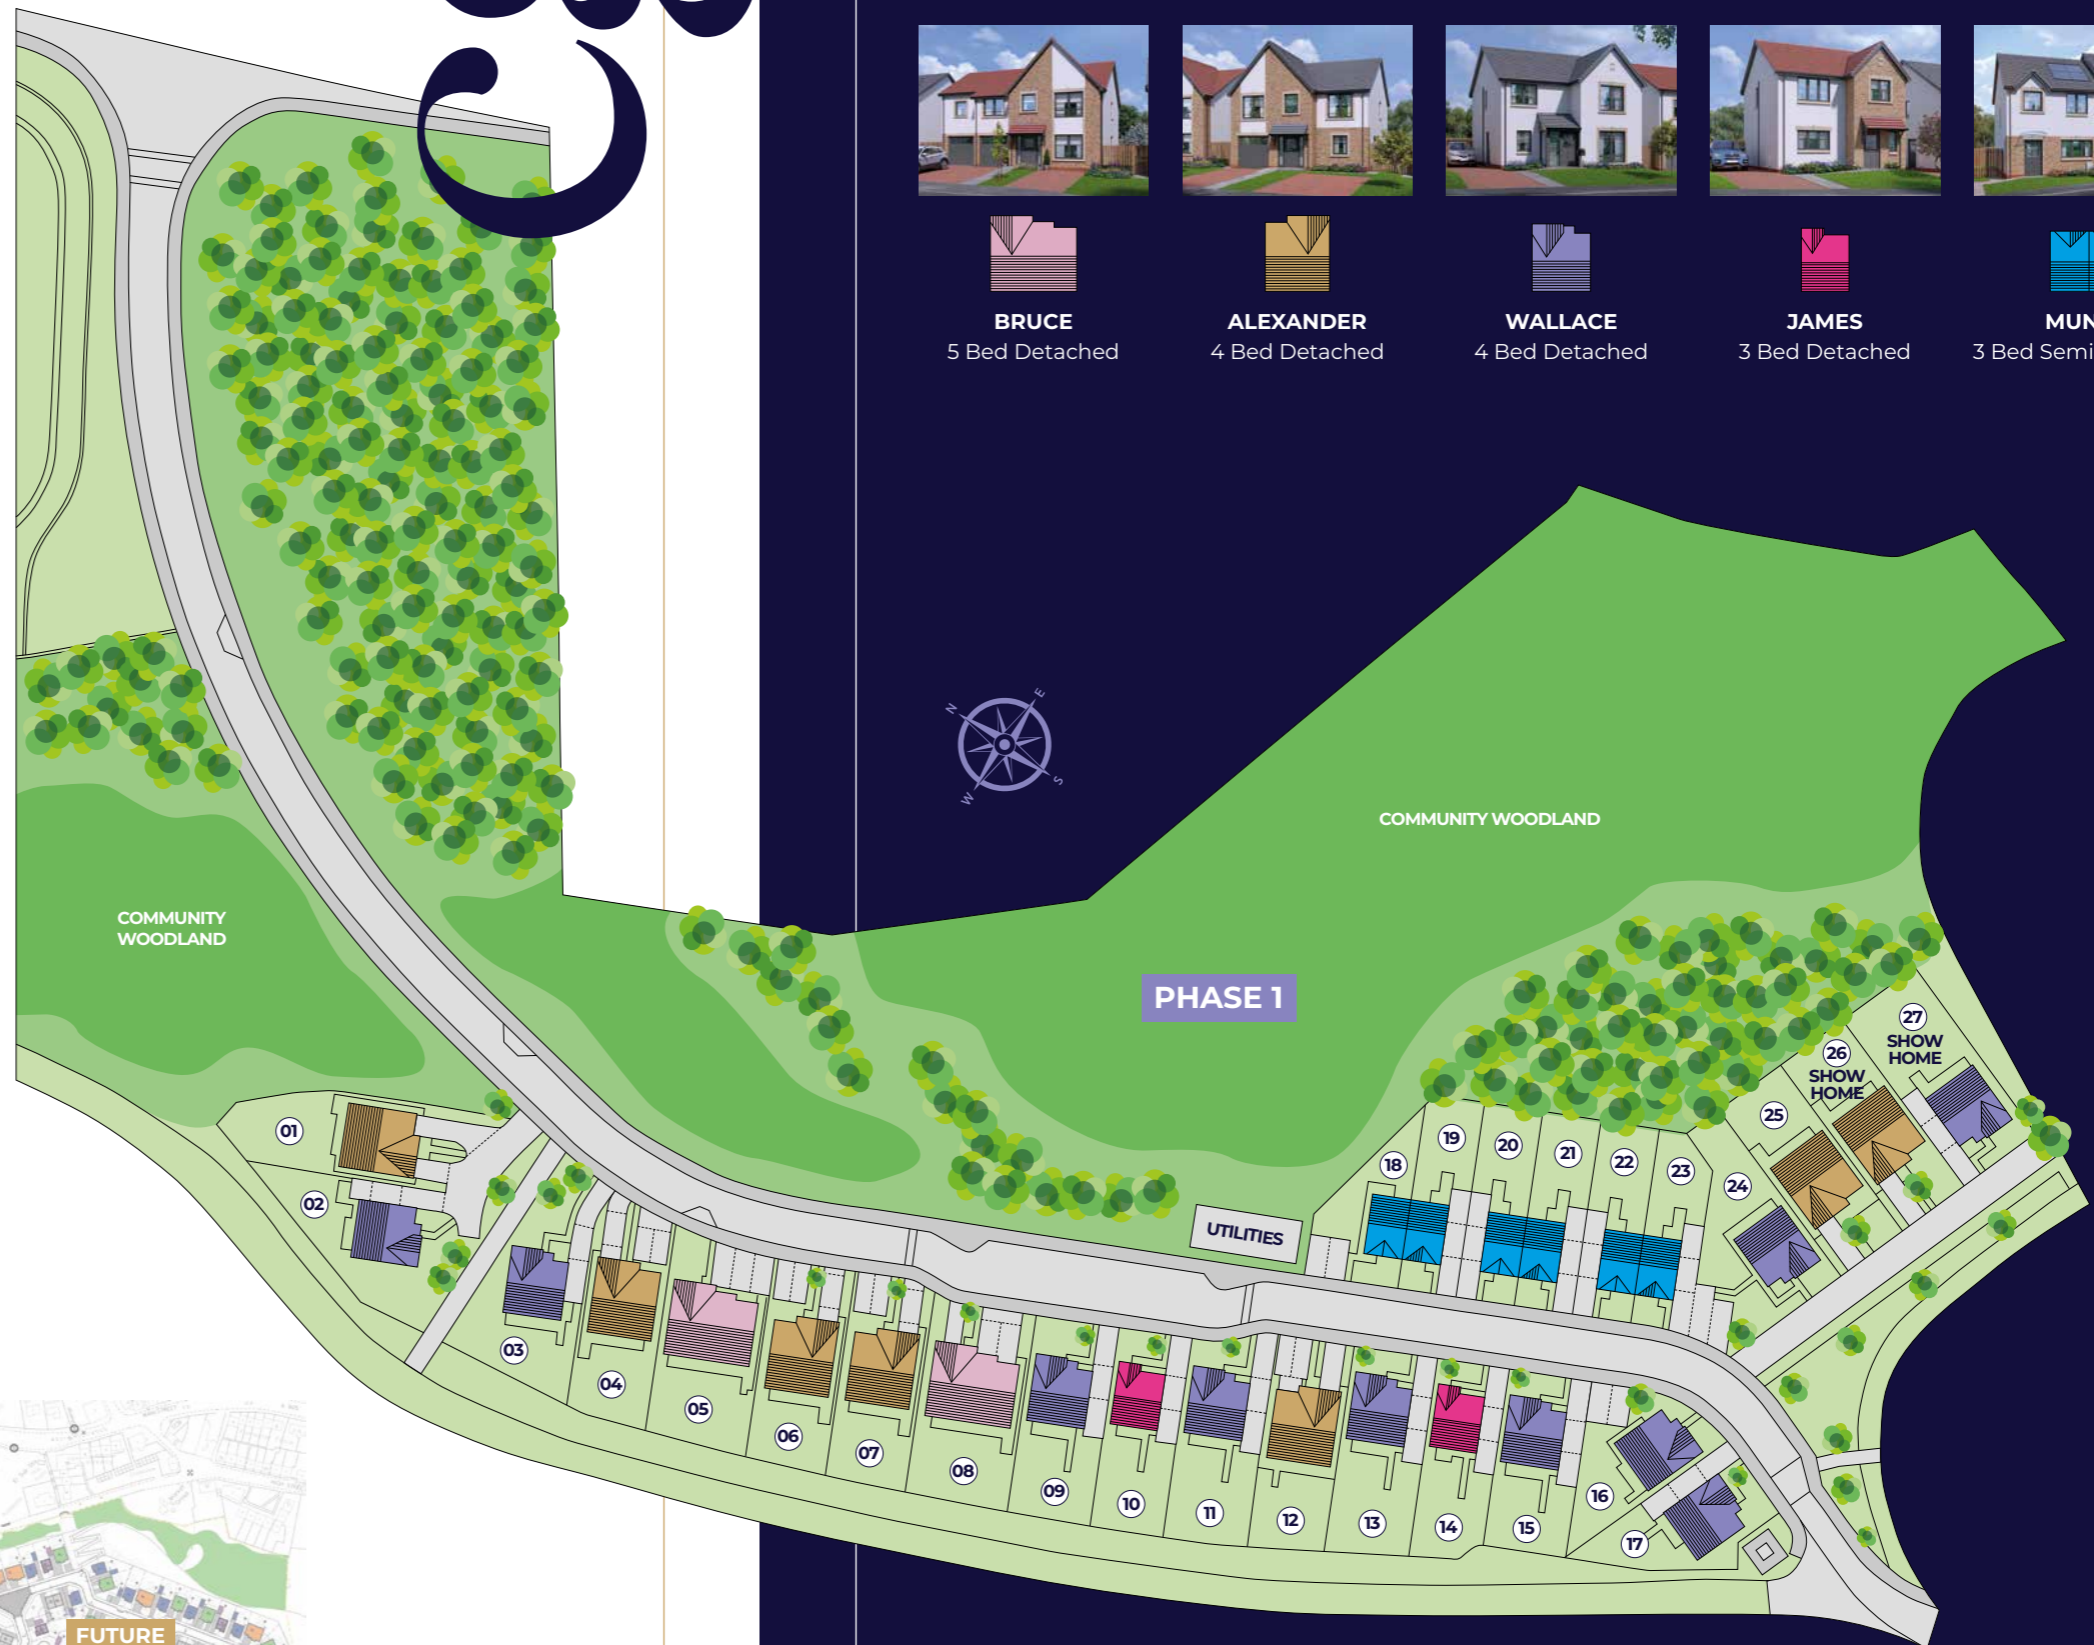 BRUCE
5 Bed Detached
ALEXANDER
4 Bed Detached
WALLACE
4 Bed Detached
JAMES
3 Bed Detached
MUN
3 Bed Semi
N
E
S
W
COMMUNITY WOODLAND
COMMUNITY
WOODLAND
PHASE 1
27
SHOW
HOME
26
SHOW
HOME
25
24
23
22
21
20
19
18
UTILITIES
01
02
03
04
05
06
07
08
09
10
11
12
13
14
15
16
17
FUTURE